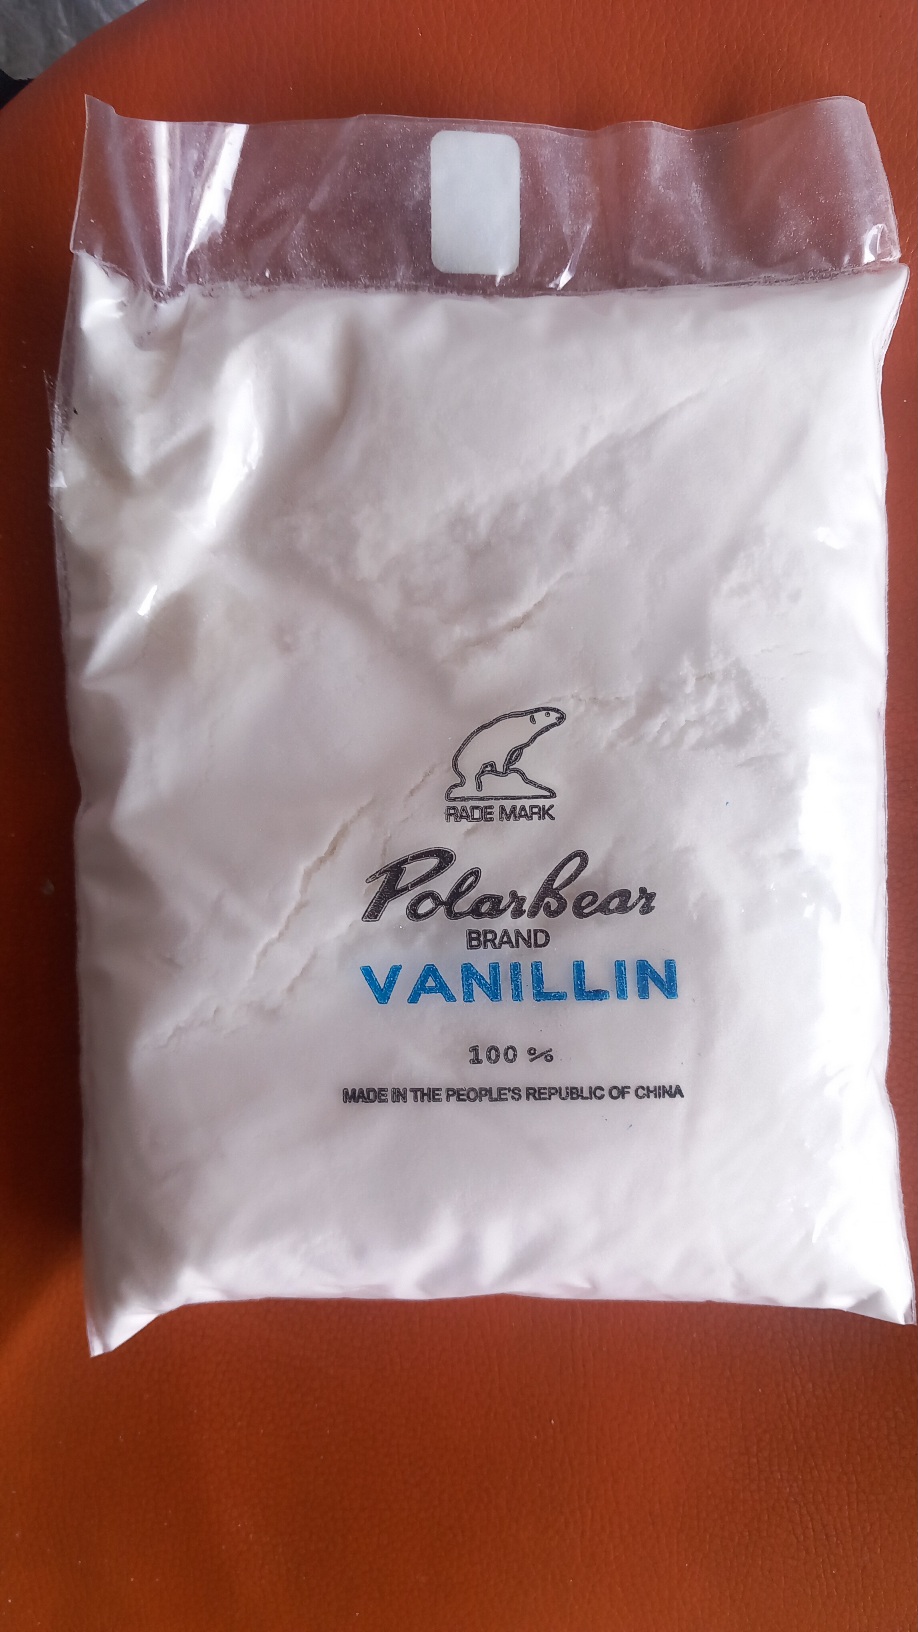 RADE MARK
PolarBear
BRAND
VANILLIN
100 %
MADE IN THE PEOPLE'S REPUBLIC OF CHINA